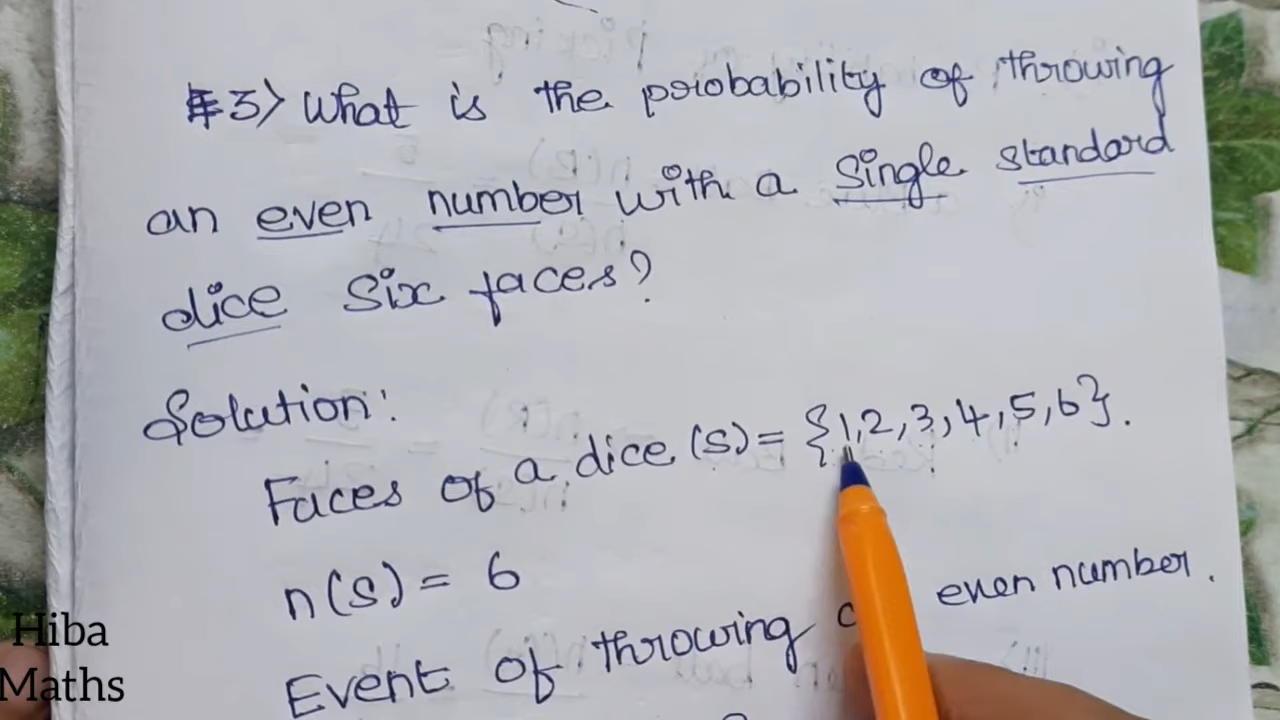 3) What is the probability of throwing
an even number with a single standard
dice six faces?
Solution:
Faces of a dice (s) = {1,2,3,4,5,6}.
n(s) = 6
Event of throwing even number.
Hiba
Maths